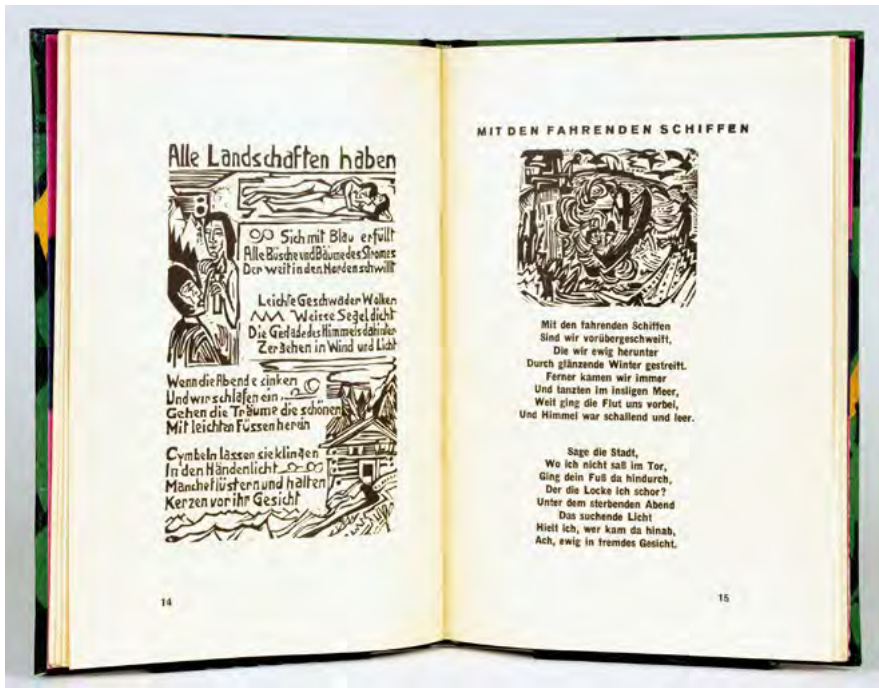 Alle Landschaften haben
Sich mit Blau erfüllt
Alle Büsche und Bäume des Stromes
Der weit in den Norden schwillt
Leichte Geschwader Wolken
Weisse Segel dicht
Die Gestade des Himmels dahinter
Zergehen in Wind und Licht
Wenn die Abende sinken
Und wir schlafen ein
Gehen die Träume die schönen
Mit leichten Füssen herein
Cymbeln lassen sie klingen
In den Händen licht
Manche flüstern und halten
Kerzen vor ihr Gesicht
14
MIT DEN FAHRENDEN SCHIFFEN
Mit den fahrenden Schiffen
Sind wir vorübergeschweift,
Die wir ewig herunter
Durch glänzende Winter gestreift.
Ferner kamen wir immer
Und tanzten im insligen Meer,
Weit ging die Flut uns vorbei,
Und Himmel war schallend und leer.
Sage die Stadt,
Wo ich nicht saß im Tor,
Ging dein Fuß da hindurch,
Der die Locke ich schor?
Unter dem sterbenden Abend
Das suchende Licht
Hielt ich, wer kam da hinab,
Ach, ewig in fremdes Gesicht.
15